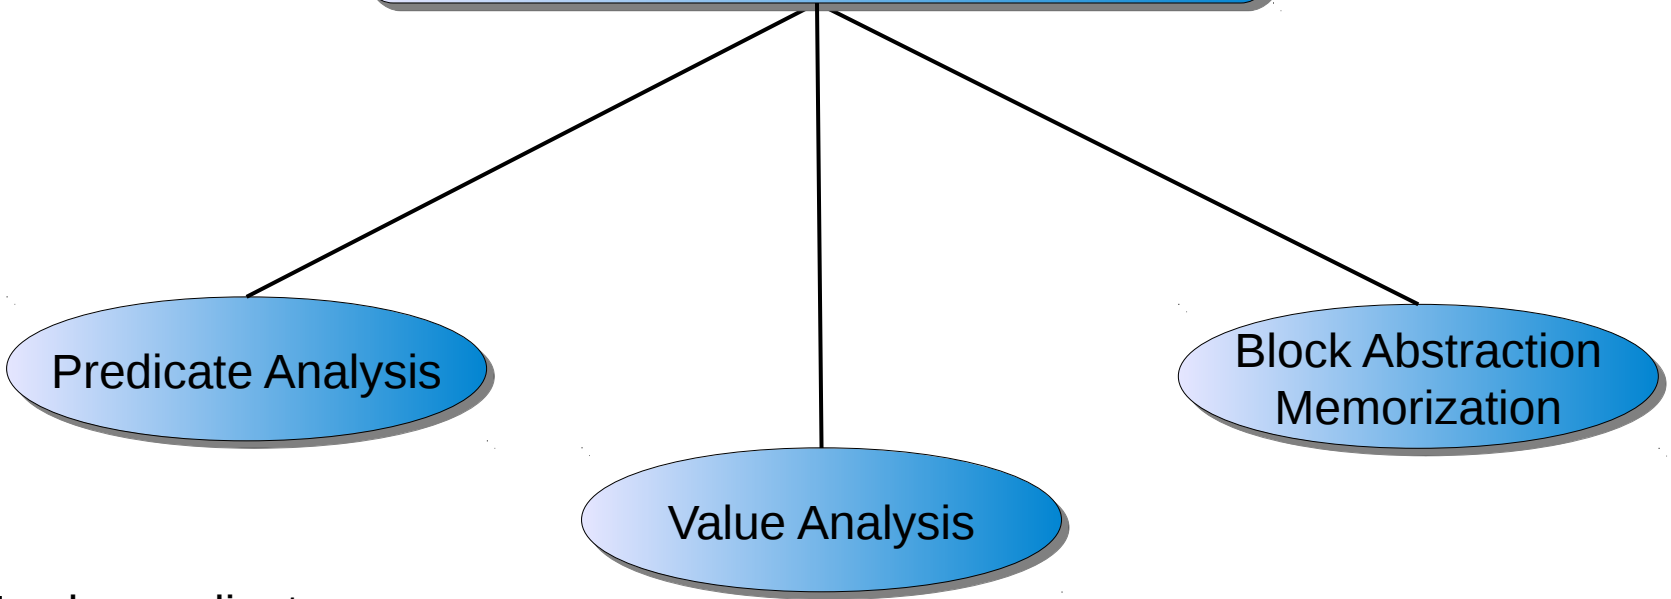 Predicate Analysis
Block Abstraction
Memorization
Value Analysis